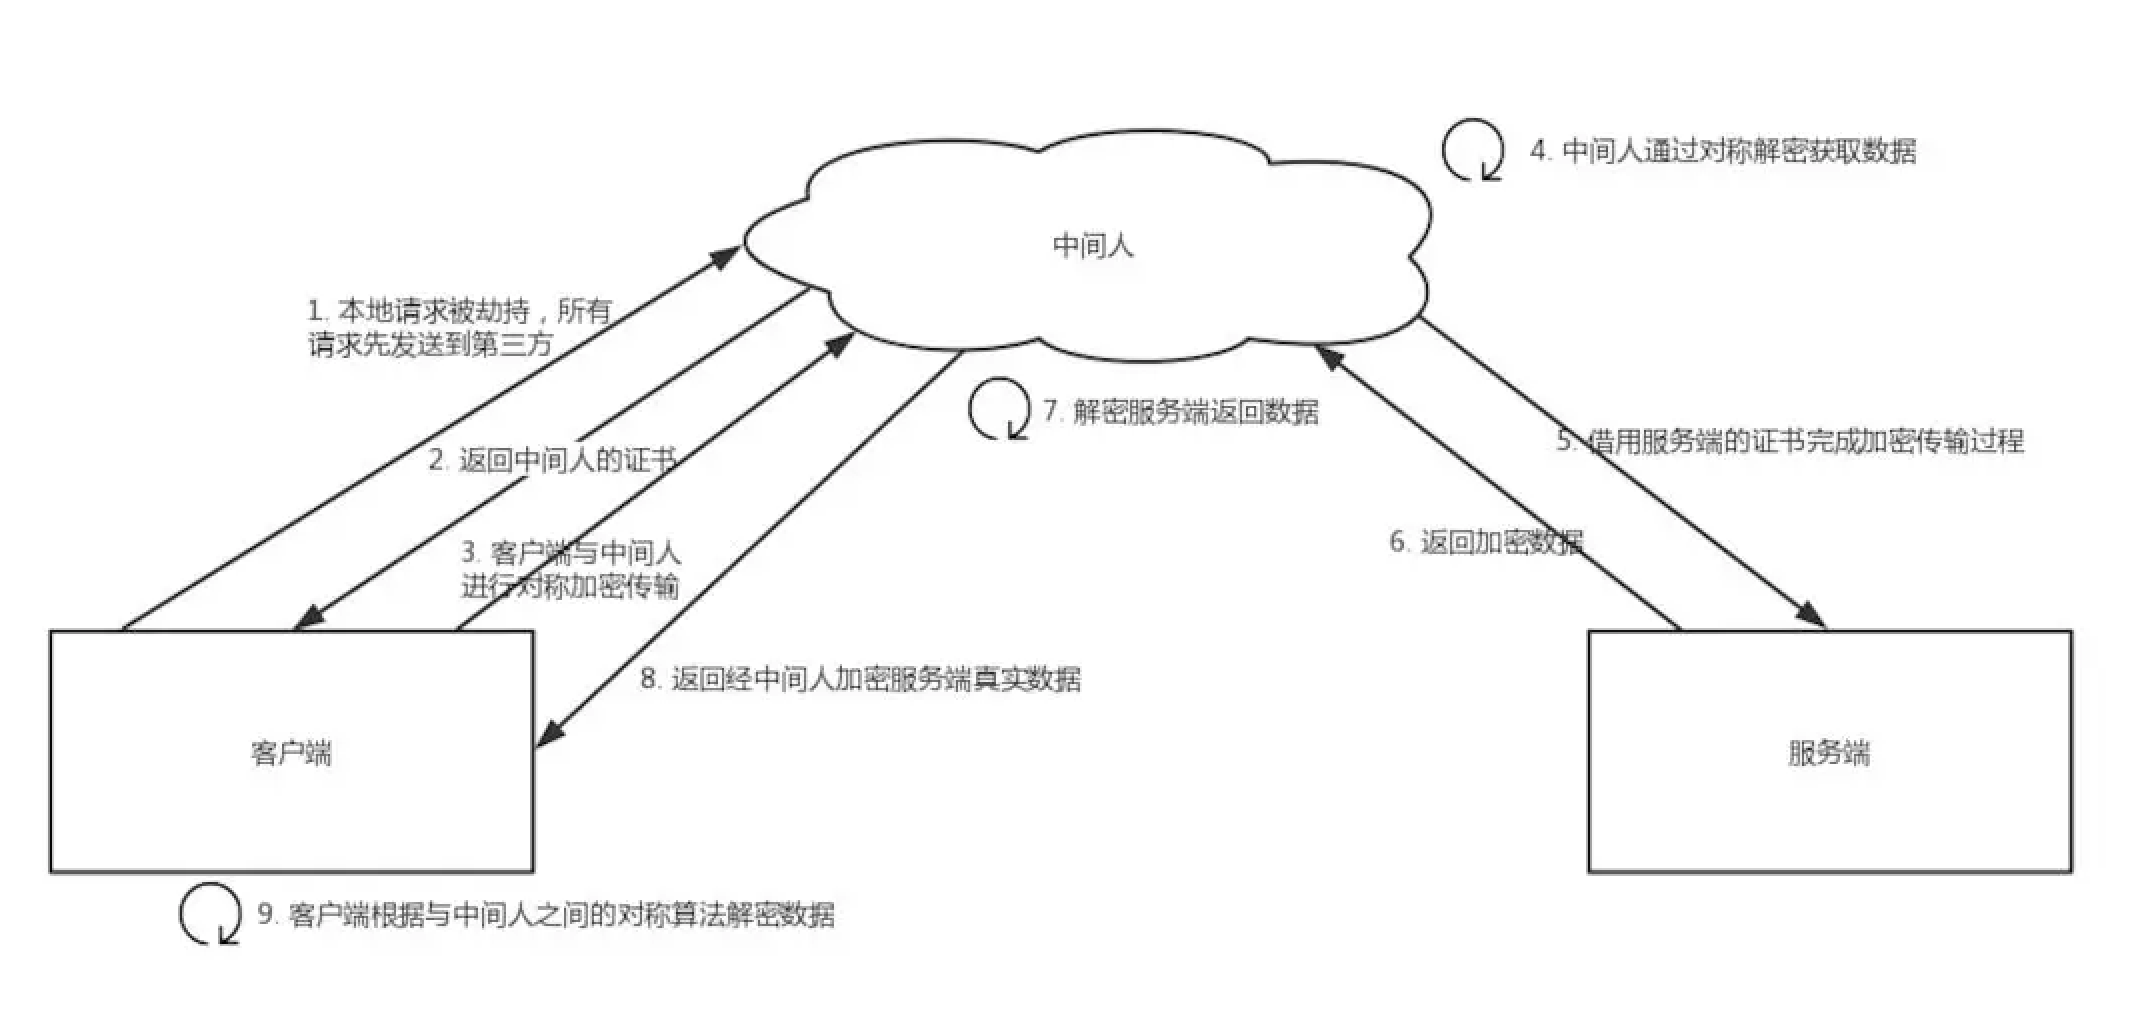 4. 中间人通过对称解密获取数据
中间人
1. 本地请求被劫持，所有
请求先发送到第三方
7. 解密服务端返回数据
5. 借用服务端的证书完成加密传输过程
2. 返回中间人的证书
6. 返回加密数据
3. 客户端与中间人
进行对称加密传输
8. 返回经中间人加密服务端真实数据
客户端
服务端
9. 客户端根据与中间人之间的对称算法解密数据